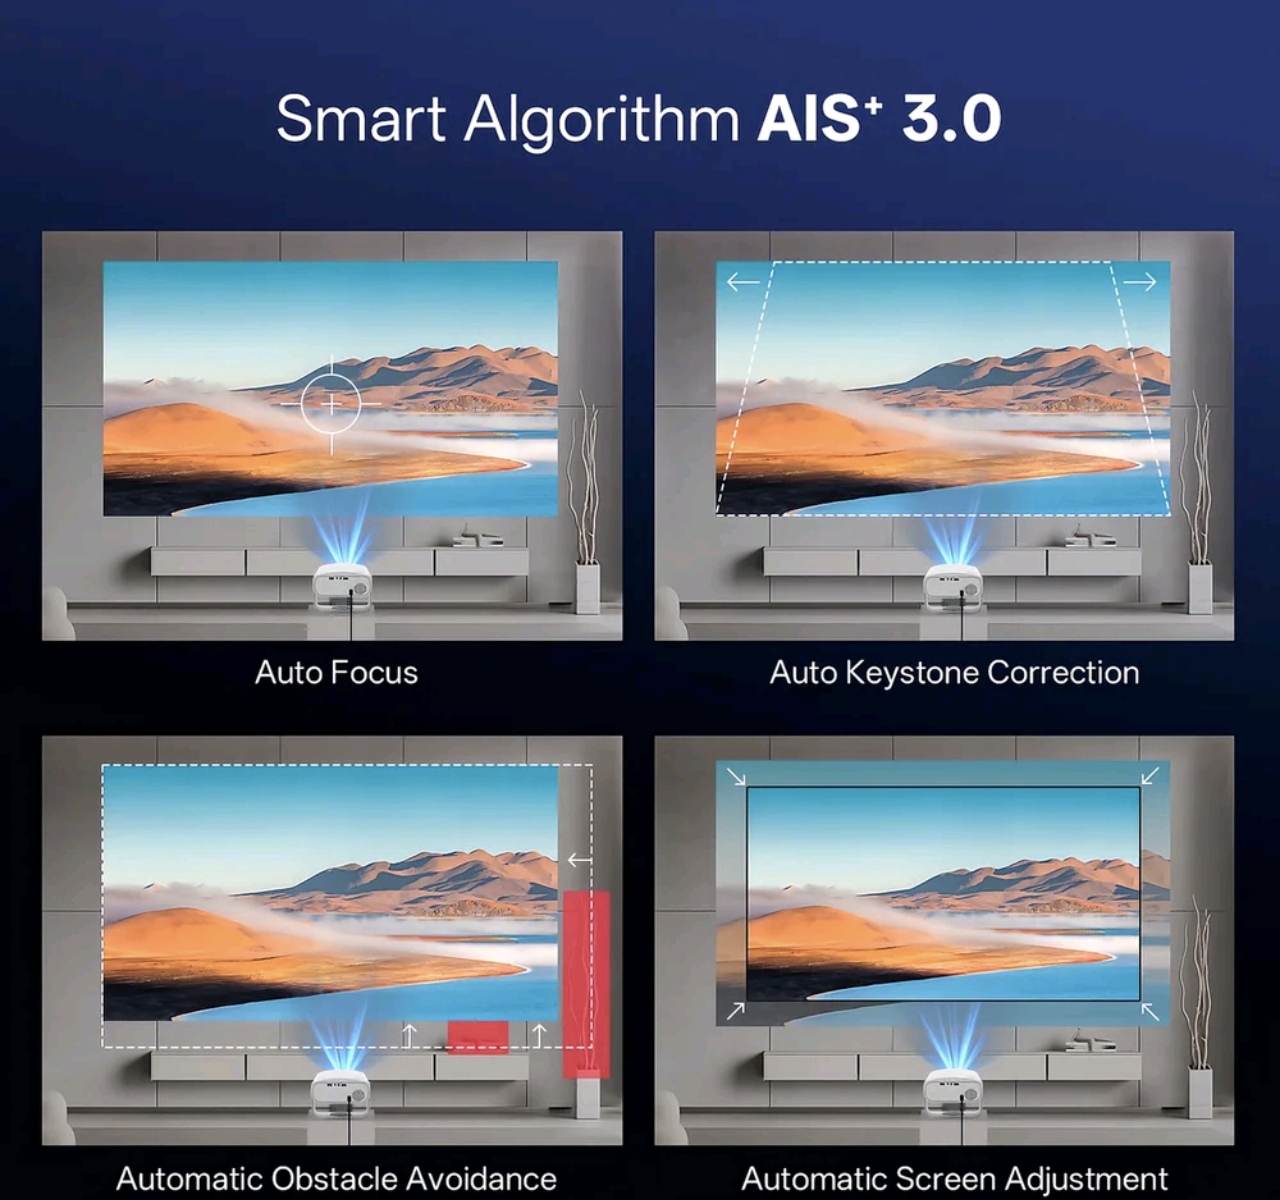 Smart Algorithm AIS⁺ 3.0
Auto Focus
Auto Keystone Correction
Automatic Obstacle Avoidance
Automatic Screen Adjustment